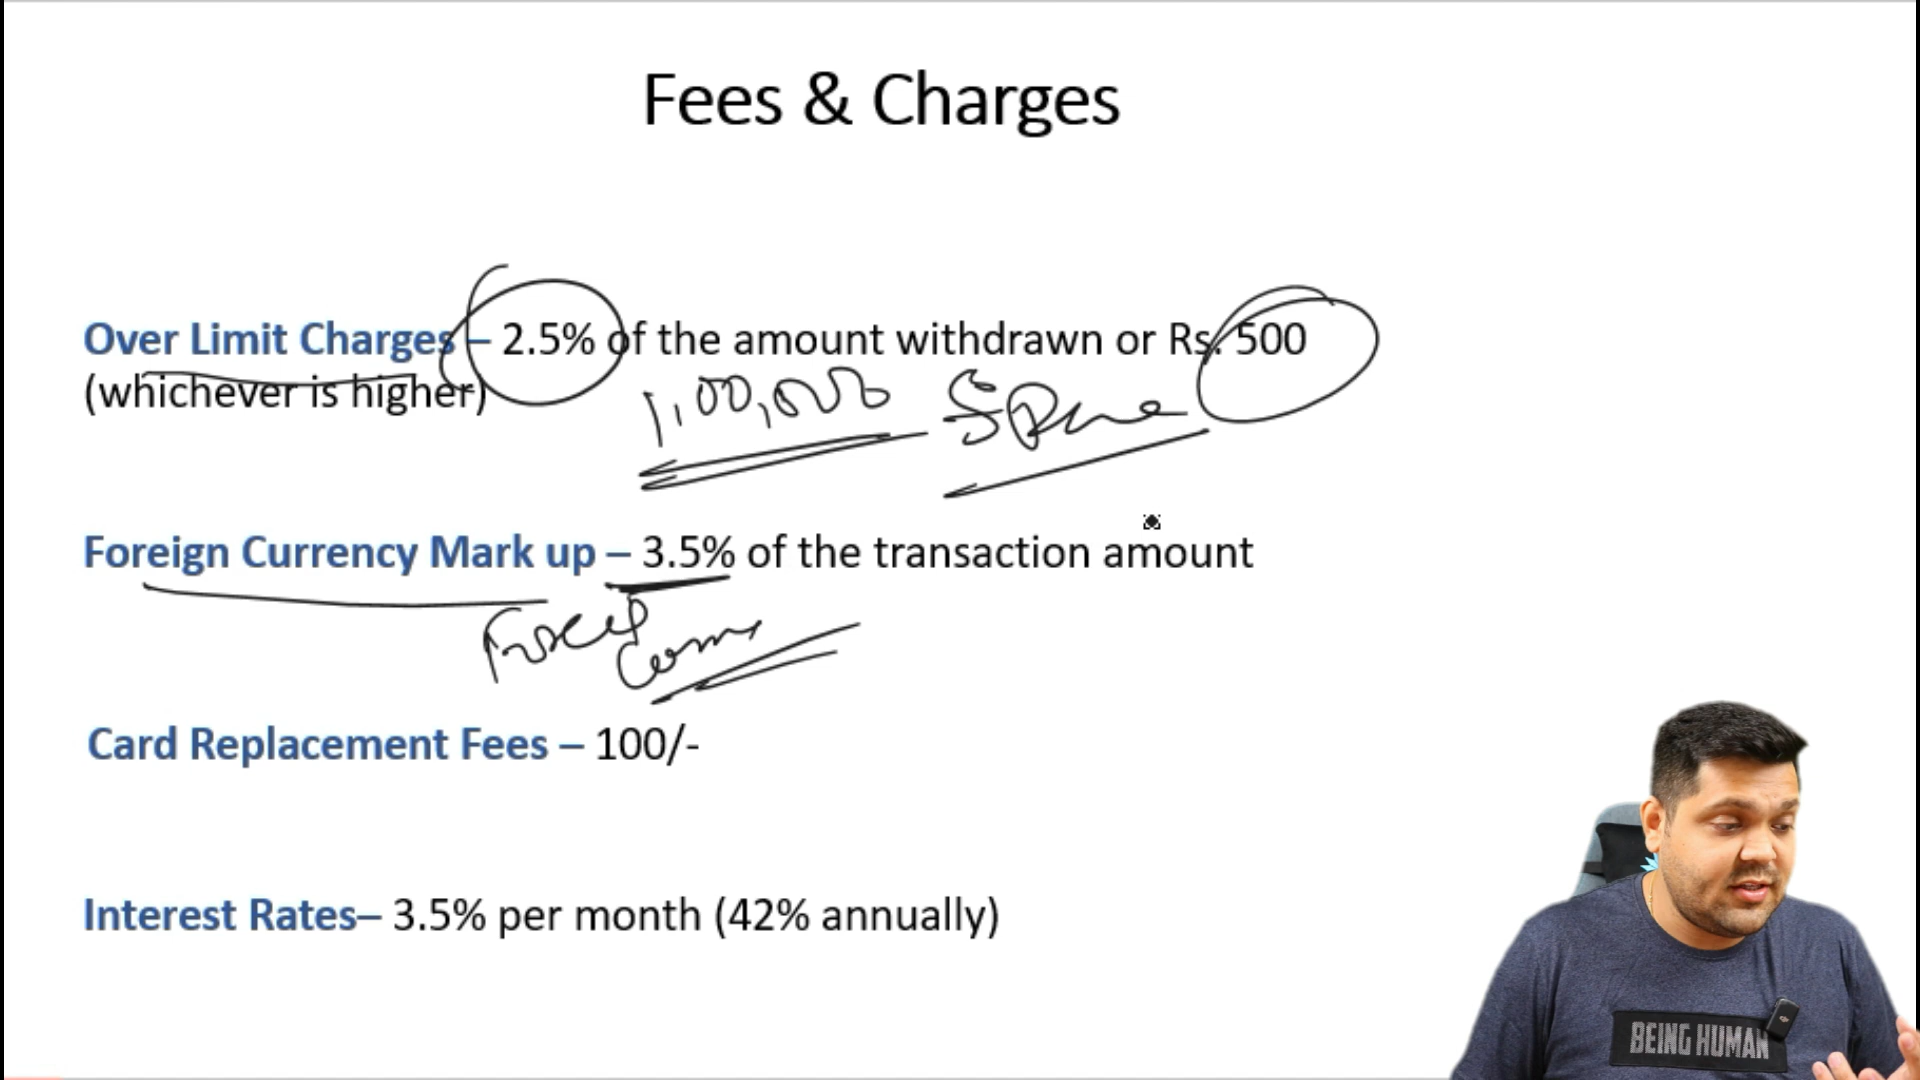 Fees & Charges
Over Limit Charges – 2.5% of the amount withdrawn or Rs. 500
(whichever is higher)
1,00,000
Foreign Currency Mark up – 3.5% of the transaction amount
Card Replacement Fees – 100/-
Interest Rates– 3.5% per month (42% annually)
BEING HUMAN